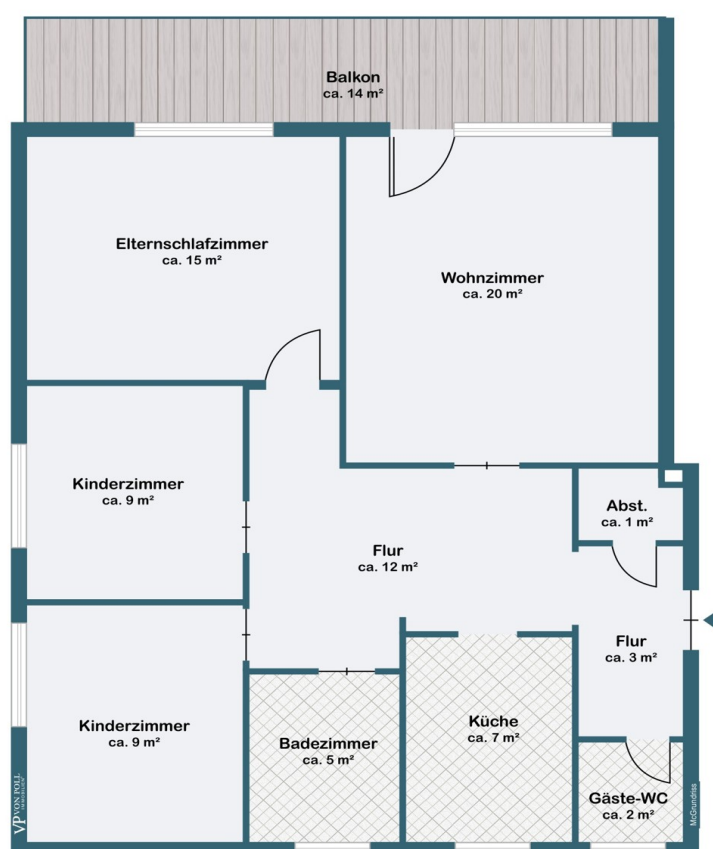 Balkon
ca. 14 m²
Elternschlafzimmer
ca. 15 m²
Wohnzimmer
ca. 20 m²
Kinderzimmer
ca. 9 m²
Abst.
ca. 1 m²
Flur
ca. 12 m²
Flur
ca. 3 m²
Kinderzimmer
ca. 9 m²
Badezimmer
ca. 5 m²
Küche
ca. 7 m²
Gäste-WC
ca. 2 m²
VP VON POLL
IMMOBILIEN
McGrundriss